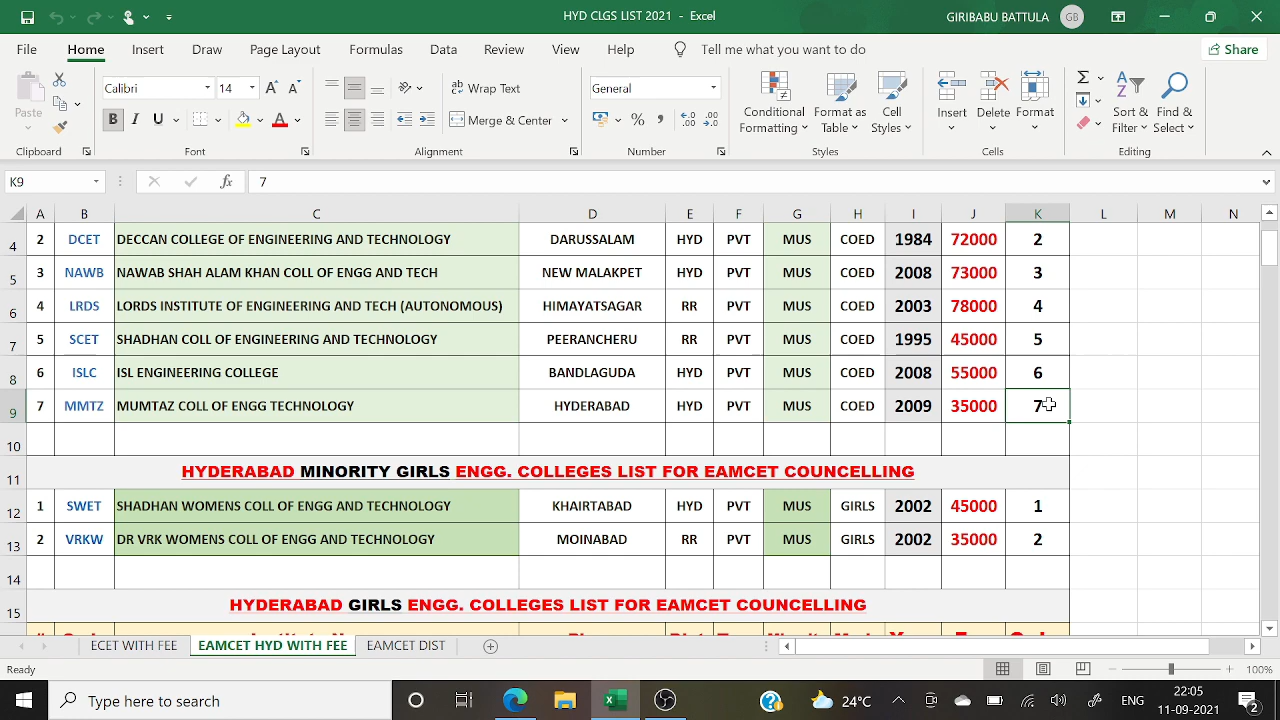 HYD CLGS LIST 2021 - Excel
GIRIBABU BATTULA GB
File Home Insert Draw Page Layout Formulas Data Review View Help Tell me what you want to do Share
Paste
Clipboard
Calibri 14
B I U
Font
Wrap Text
Merge & Center
Alignment
General
Number
Conditional Formatting
Format as Table
Cell Styles
Styles
Insert Delete Format
Cells
Sort & Filter
Find & Select
Editing
K9 fx 7
A B C D E F G H I J K L M N
4 2 DCET DECCAN COLLEGE OF ENGINEERING AND TECHNOLOGY DARUSSALAM HYD PVT MUS COED 1984 72000 2
5 3 NAWB NAWAB SHAH ALAM KHAN COLL OF ENGG AND TECH NEW MALAKPET HYD PVT MUS COED 2008 73000 3
6 4 LRDS LORDS INSTITUTE OF ENGINEERING AND TECH (AUTONOMOUS) HIMAYATSAGAR RR PVT MUS COED 2003 78000 4
7 5 SCET SHADHAN COLL OF ENGINEERING AND TECHNOLOGY PEERANCHERU RR PVT MUS COED 1995 45000 5
8 6 ISLC ISL ENGINEERING COLLEGE BANDLAGUDA RR PVT MUS COED 2008 55000 6
9 7 MMTZ MUMTAZ COLL OF ENGG TECHNOLOGY HYDERABAD HYD PVT MUS COED 2009 35000 7
10
11 HYDERABAD MINORITY GIRLS ENGG. COLLEGES LIST FOR EAMCET COUNCELLING
12 1 SWET SHADHAN WOMENS COLL OF ENGG AND TECHNOLOGY KHAIRTABAD HYD PVT MUS GIRLS 2002 45000 1
13 2 VRKW DR VRK WOMENS COLL OF ENGG AND TECHNOLOGY MOINABAD RR PVT MUS GIRLS 2002 35000 2
14
15 HYDERABAD GIRLS ENGG. COLLEGES LIST FOR EAMCET COUNCELLING
ECET WITH FEE EAMCET HYD WITH FEE EAMCET DIST
Ready 100%
Type here to search 24°C ENG 22:05
11-09-2021 2